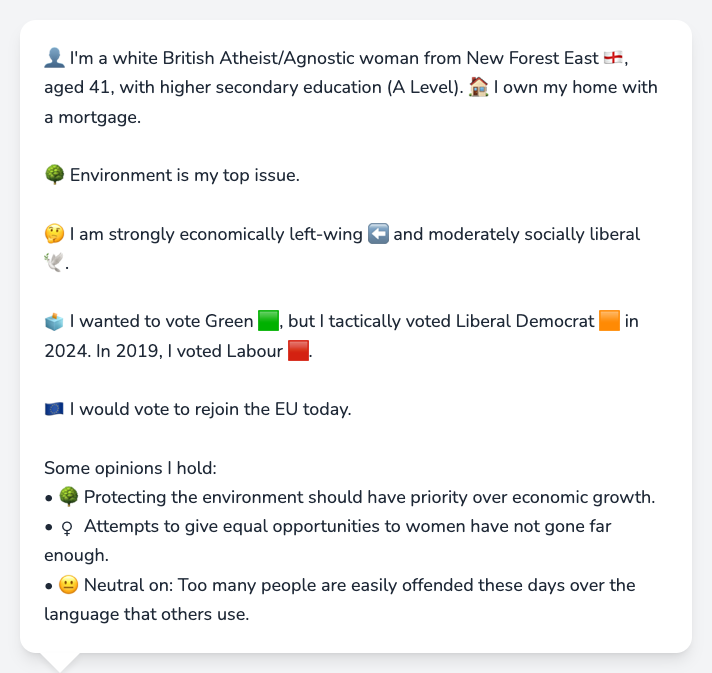 👤 I'm a white British Atheist/Agnostic woman from New Forest East 🏴󠁧󠁢󠁥󠁮󠁧󠁿,
aged 41, with higher secondary education (A Level). 🏠 I own my home with
a mortgage.
🌳 Environment is my top issue.
🤔 I am strongly economically left-wing ⬅️ and moderately socially liberal
🕊️.
🗳️ I wanted to vote Green 🟩, but I tactically voted Liberal Democrat 🟧 in
2024. In 2019, I voted Labour 🟥.
🇪🇺 I would vote to rejoin the EU today.
Some opinions I hold:
• 🌳 Protecting the environment should have priority over economic growth.
• ♀ Attempts to give equal opportunities to women have not gone far
enough.
• 😐 Neutral on: Too many people are easily offended these days over the
language that others use.